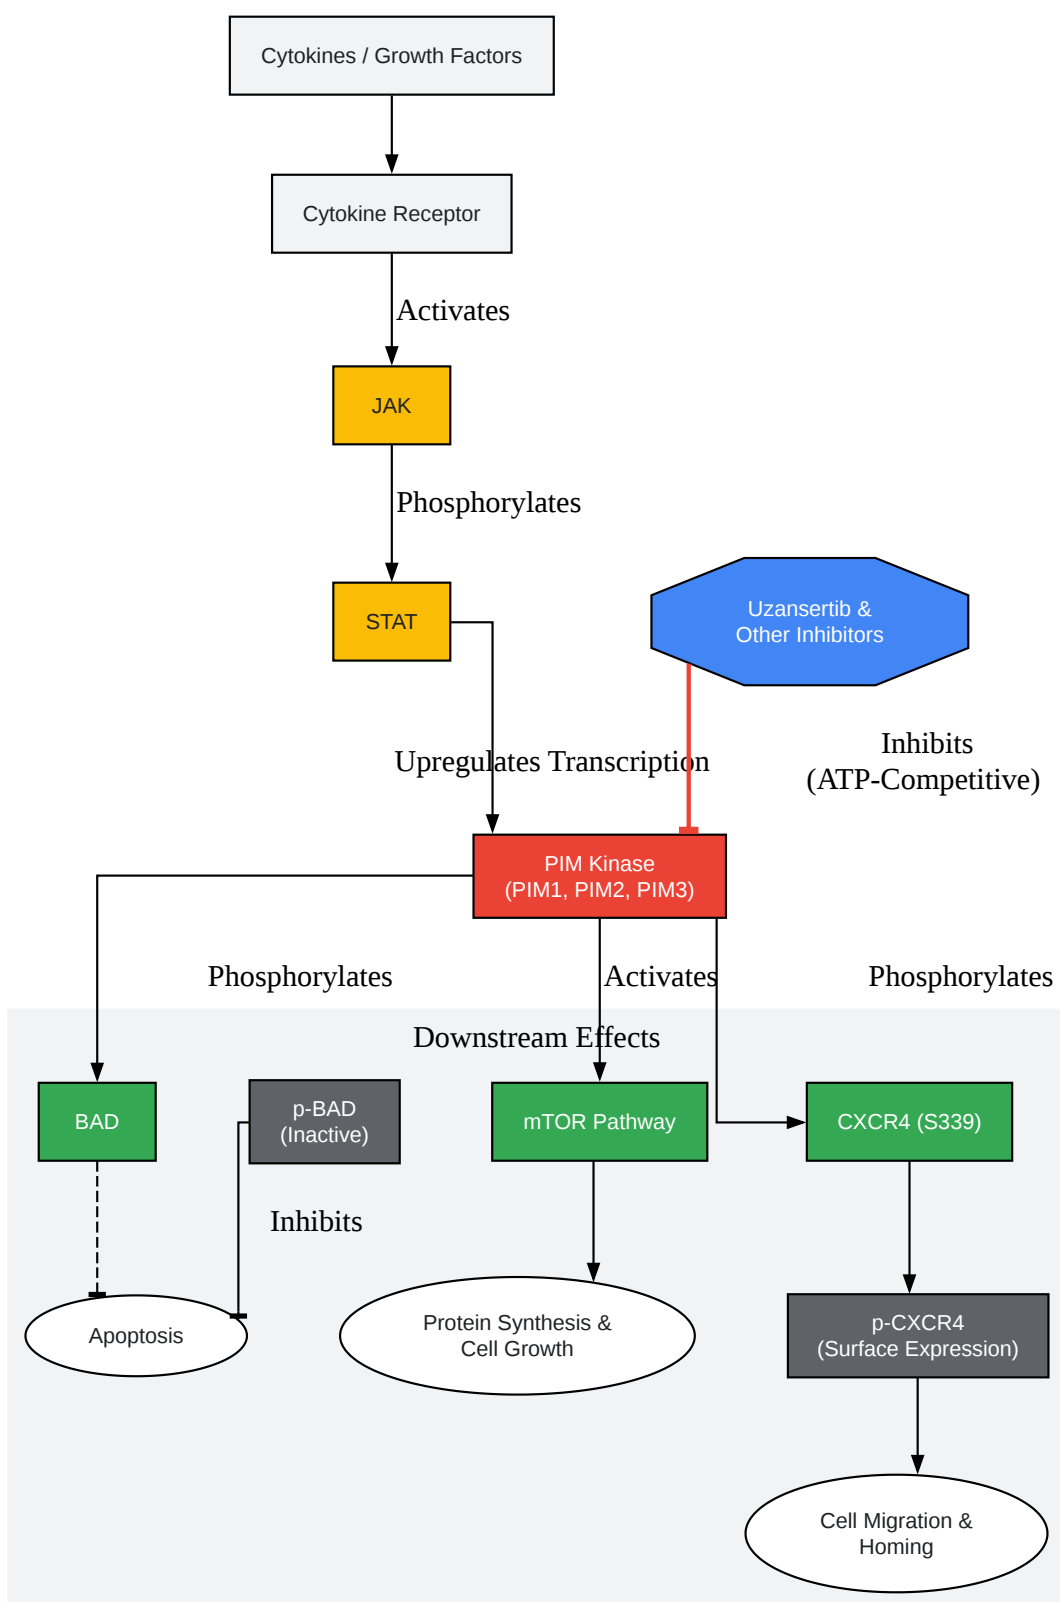 Cytokines / Growth Factors
Cytokine Receptor
Activates
JAK
Phosphorylates
STAT
Uzansertib &
Other Inhibitors
Upregulates Transcription
Inhibits
(ATP-Competitive)
PIM Kinase
(PIM1, PIM2, PIM3)
Phosphorylates
Activates
Phosphorylates
Downstream Effects
BAD
p-BAD
(Inactive)
mTOR Pathway
CXCR4 (S339)
Inhibits
Apoptosis
Protein Synthesis &
Cell Growth
p-CXCR4
(Surface Expression)
Cell Migration &
Homing